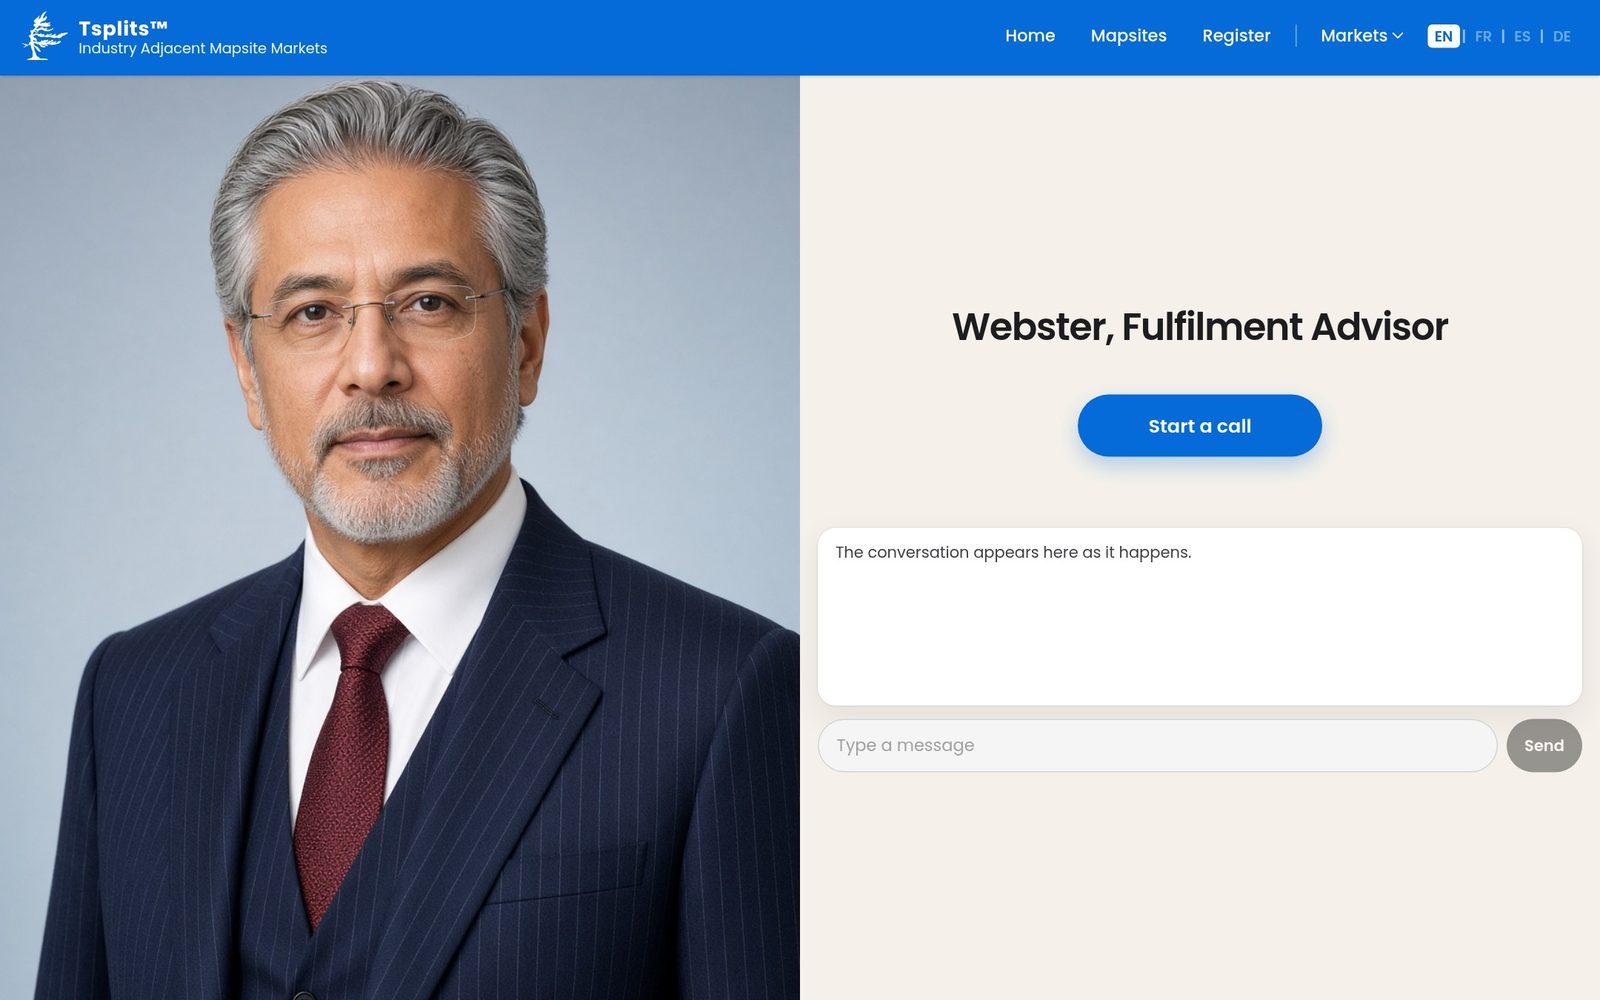 Tsplits™
Industry Adjacent Mapsite Markets
Home
Mapsites
Register
Markets
EN | FR | ES | DE
Webster, Fulfilment Advisor
Start a call
The conversation appears here as it happens.
Type a message
Send